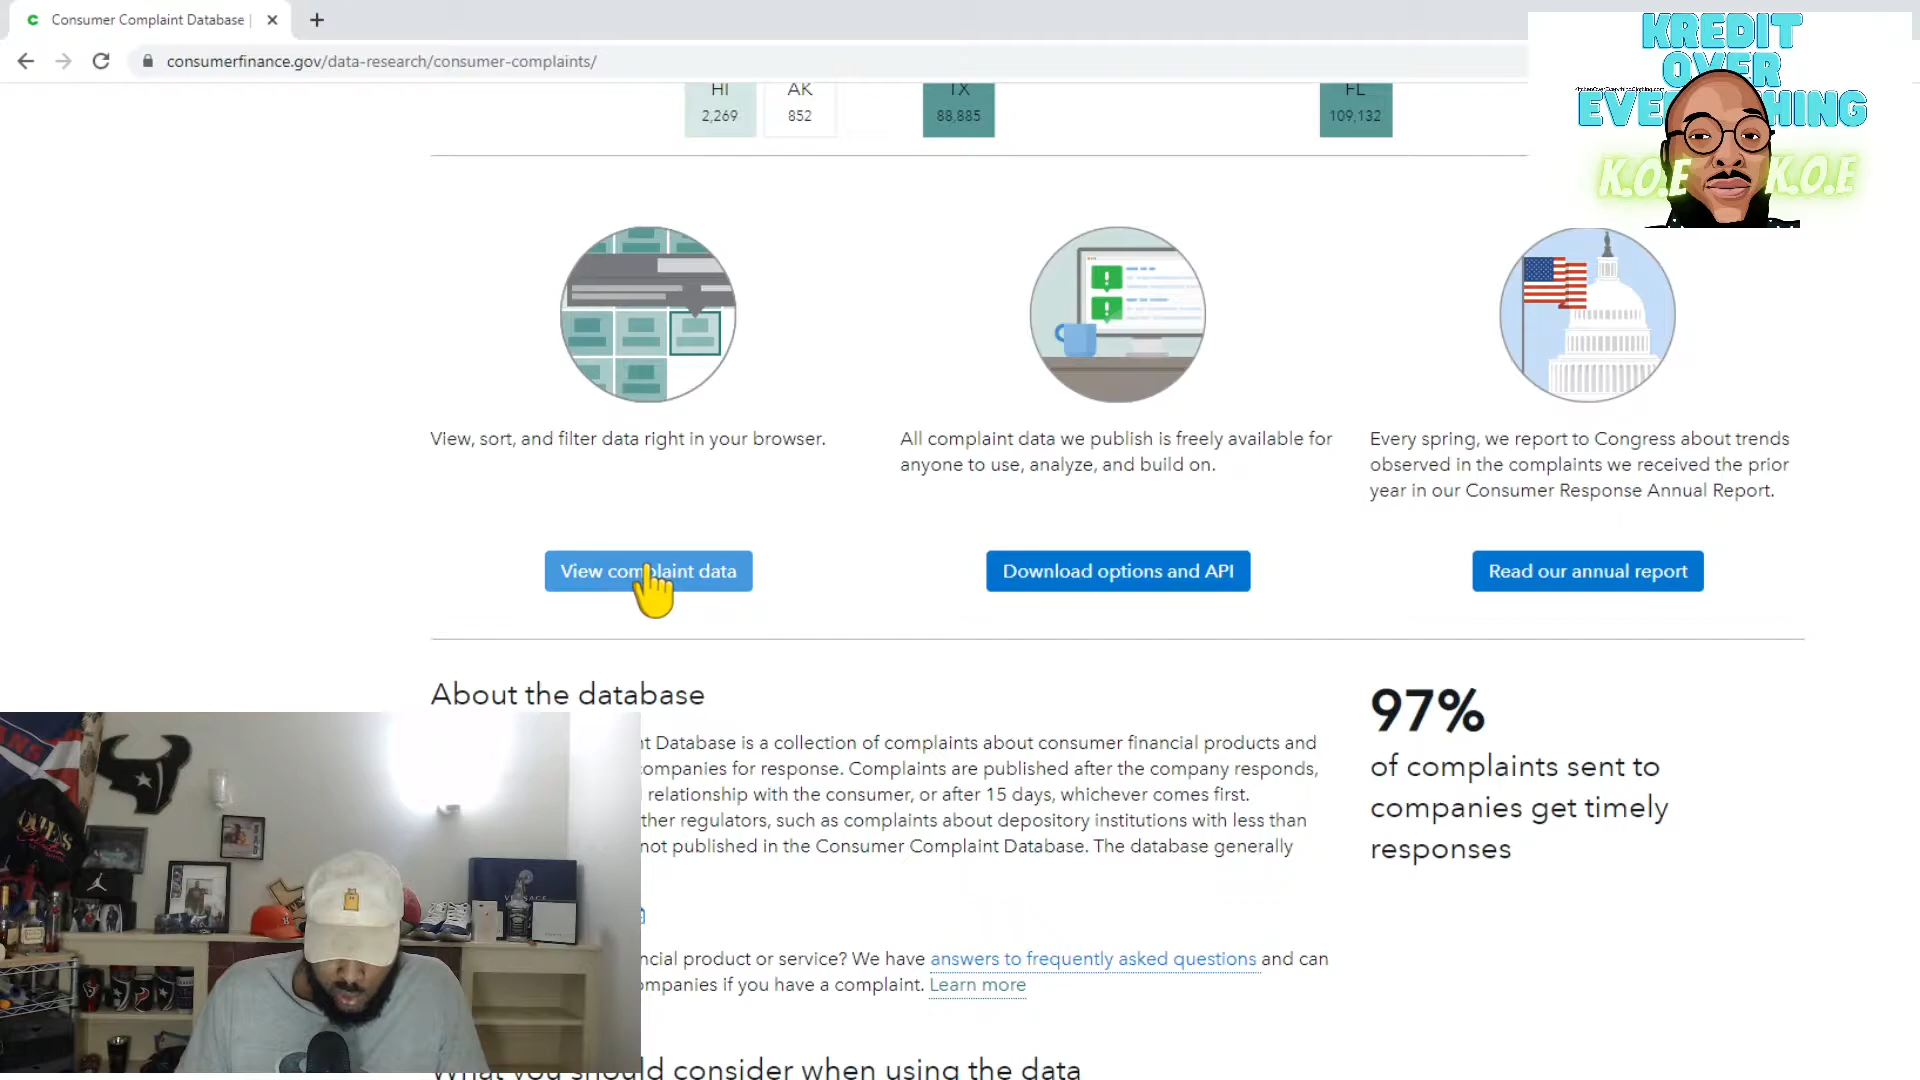 Consumer Complaint Database |
consumerfinance.gov/data-research/consumer-complaints/
KREDIT
OVER
EVERYTHING
K.O.E K.O.E
HI AK TX FL
2,269 852 88,885 109,132
View, sort, and filter data right in your browser.
All complaint data we publish is freely available for
anyone to use, analyze, and build on.
Every spring, we report to Congress about trends
observed in the complaints we received the prior
year in our Consumer Response Annual Report.
View complaint data
Download options and API
Read our annual report
About the database
t Database is a collection of complaints about consumer financial products and
ompanies for response. Complaints are published after the company responds,
relationship with the consumer, or after 15 days, whichever comes first.
ther regulators, such as complaints about depository institutions with less than
not published in the Consumer Complaint Database. The database generally
ncial product or service? We have answers to frequently asked questions and can
mpanies if you have a complaint. Learn more
97%
of complaints sent to
companies get timely
responses
What you should consider when using the data